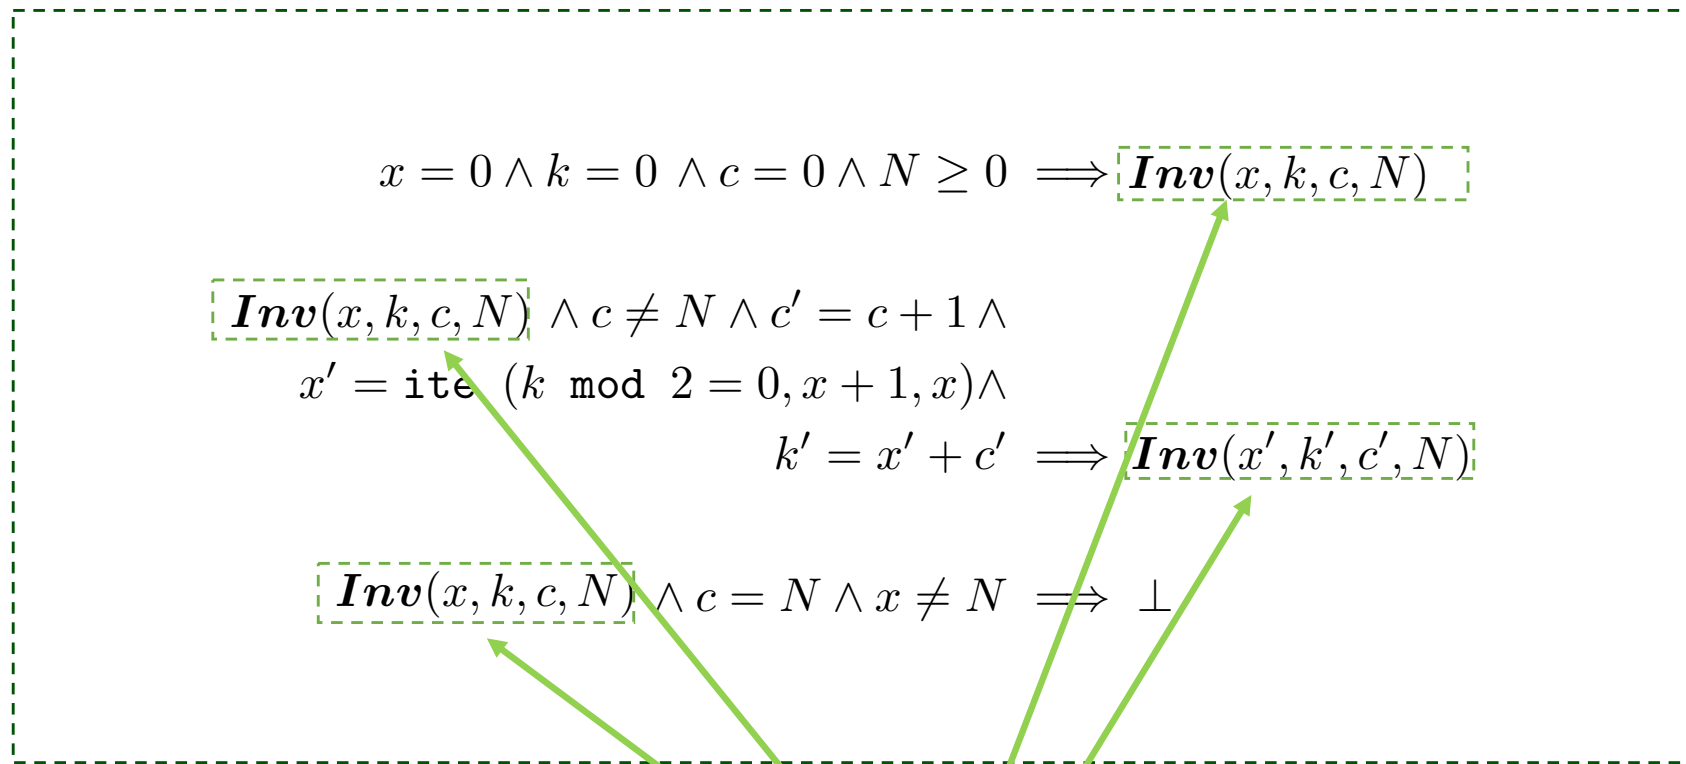 x = 0 ∧ k = 0 ∧ c = 0 ∧ N ≥ 0 ⟹ Inv(x, k, c, N)
Inv(x, k, c, N) ∧ c ≠ N ∧ c′ = c + 1 ∧
x′ = ite (k mod 2 = 0, x + 1, x)∧
k′ = x′ + c′ ⟹ Inv(x′, k′, c′, N)
Inv(x, k, c, N) ∧ c = N ∧ x ≠ N ⟹ ⊥